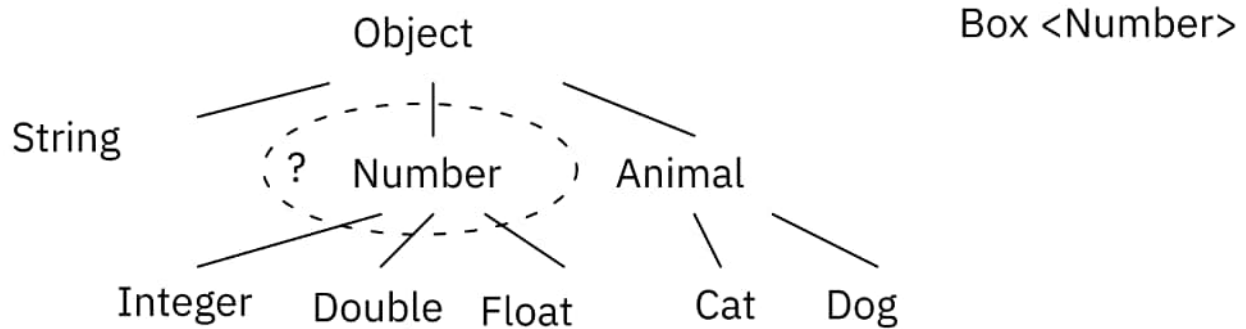 Object
Box <Number>
String
? Number
Animal
Integer
Double
Float
Cat
Dog